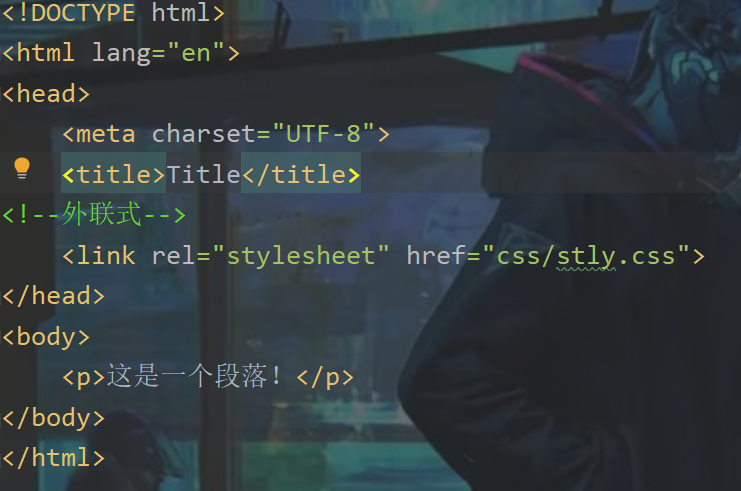 <!DOCTYPE html>
<html lang="en">
<head>
    <meta charset="UTF-8">
    <title>Title</title>
<!--外联式-->
    <link rel="stylesheet" href="css/stly.css">
</head>
<body>
    <p>这是一个段落！</p>
</body>
</html>